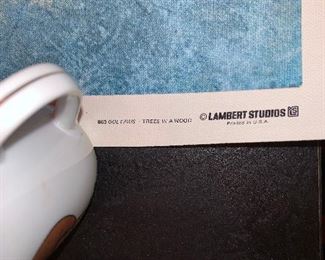 TREES IN A WOOD
© LAMBERT STUDIOS
Printed in U.S.A.